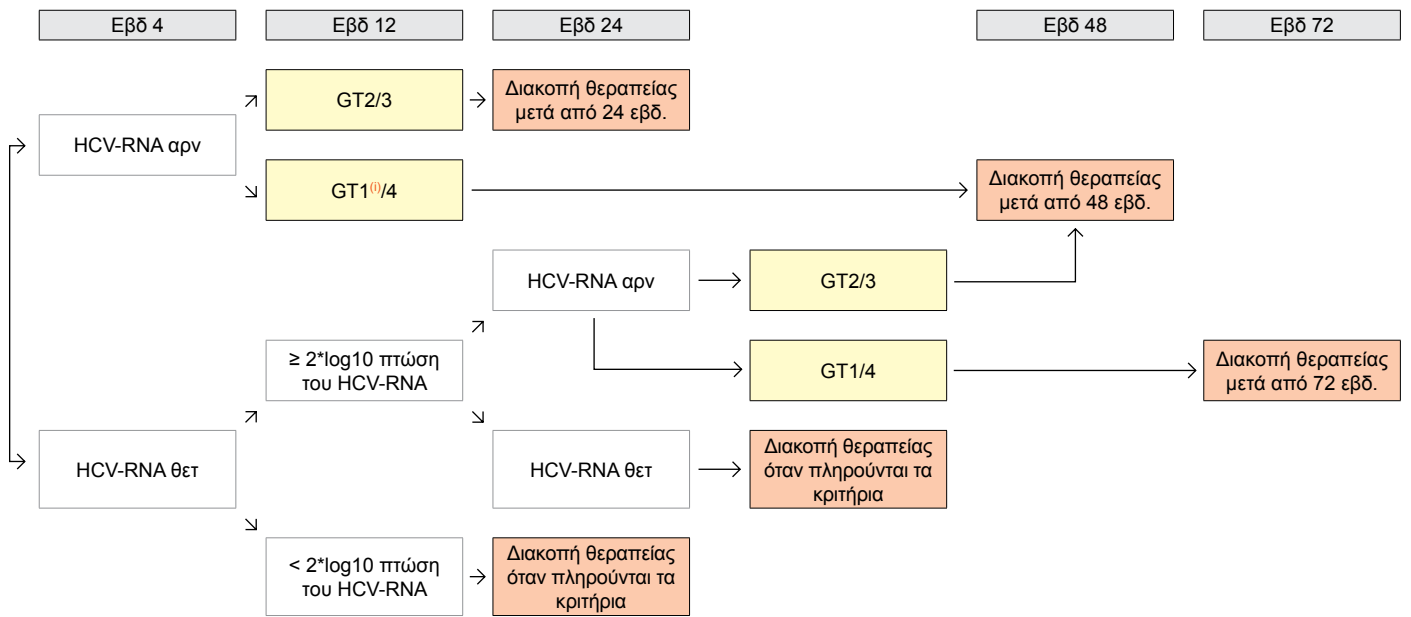 Εβδ 4
Εβδ 12
Εβδ 24
Εβδ 48
Εβδ 72
HCV-RNA αρν
GT2/3
Διακοπή θεραπείας
μετά από 24 εβδ.
GT1(i)/4
Διακοπή θεραπείας
μετά από 48 εβδ.
HCV-RNA αρν
GT2/3
≥ 2*log10 πτώση
του HCV-RNA
GT1/4
Διακοπή θεραπείας
μετά από 72 εβδ.
HCV-RNA θετ
HCV-RNA θετ
Διακοπή θεραπείας
όταν πληρούνται τα
κριτήρια
< 2*log10 πτώση
του HCV-RNA
Διακοπή θεραπείας
όταν πληρούνται τα
κριτήρια